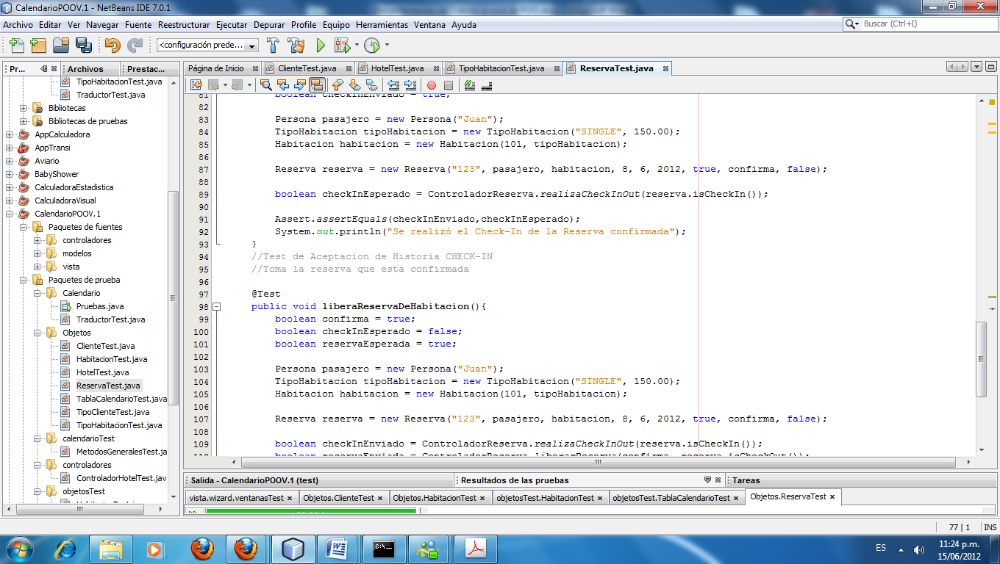 CalendarioPOOV.1 - NetBeans IDE 7.0.1
Archivo Editar Ver Navegar Fuente Reestructurar Ejecutar Depurar Profile Equipo Herramientas Ventana Ayuda
Buscar (Ctrl+I)
<configuración prede...
Pr... Archivos Prestac...
TipoHabitacionTest.java
TraductorTest.java
Bibliotecas
Bibliotecas de pruebas
AppCalculadora
AppTransi
Aviario
BabyShower
CalculadoraEstadistica
CalculadoraVisual
CalendarioPOOV.1
Paquetes de fuentes
controladores
modelos
vista
Paquetes de prueba
Calendario
Pruebas.java
TraductorTest.java
Objetos
ClienteTest.java
HabitacionTest.java
HotelTest.java
ReservaTest.java
TablaCalendarioTest.java
TipoClienteTest.java
TipoHabitacionTest.java
calendarioTest
MetodosGeneralesTest.ja
controladores
ControladorHotelTest.java
objetosTest
Página de Inicio ClienteTest.java HotelTest.java TipoHabitacionTest.java ReservaTest.java
81 boolean checkInEnviado = true;
82
83 Persona pasajero = new Persona("Juan");
84 TipoHabitacion tipoHabitacion = new TipoHabitacion("SINGLE", 150.00);
85 Habitacion habitacion = new Habitacion(101, tipoHabitacion);
86
87 Reserva reserva = new Reserva("123", pasajero, habitacion, 8, 6, 2012, true, confirma, false);
88
89 boolean checkInEsperado = ControladorReserva.realizaCheckInOut(reserva.isCheckIn());
90
91 Assert.assertEquals(checkInEnviado,checkInEsperado);
92 System.out.println("Se realizó el Check-In de la Reserva confirmada");
93 }
94 //Test de Aceptacion de Historia CHECK-IN
95 //Toma la reserva que esta confirmada
96
97 @Test
98 public void liberaReservaDeHabitacion(){
99 boolean confirma = true;
100 boolean checkInEsperado = false;
101 boolean reservaEsperada = true;
102
103 Persona pasajero = new Persona("Juan");
104 TipoHabitacion tipoHabitacion = new TipoHabitacion("SINGLE", 150.00);
105 Habitacion habitacion = new Habitacion(101, tipoHabitacion);
106
107 Reserva reserva = new Reserva("123", pasajero, habitacion, 8, 6, 2012, true, confirma, false);
108
109 boolean checkInEnviado = ControladorReserva.realizaCheckInOut(reserva.isCheckIn());
110 boolean reservaEnviada = ControladorReserva.liberarReserva(confirma, reserva.isCheckOut());
Salida - CalendarioPOOV.1 (test) Resultados de las pruebas Tareas
vista.wizard.ventanasTest Objetos.ClienteTest Objetos.HabitacionTest objetosTest.HabitacionTest objetosTest.TablaCalendarioTest Objetos.ReservaTest
77 | 1 INS
ES 11:24 p.m.
15/06/2012